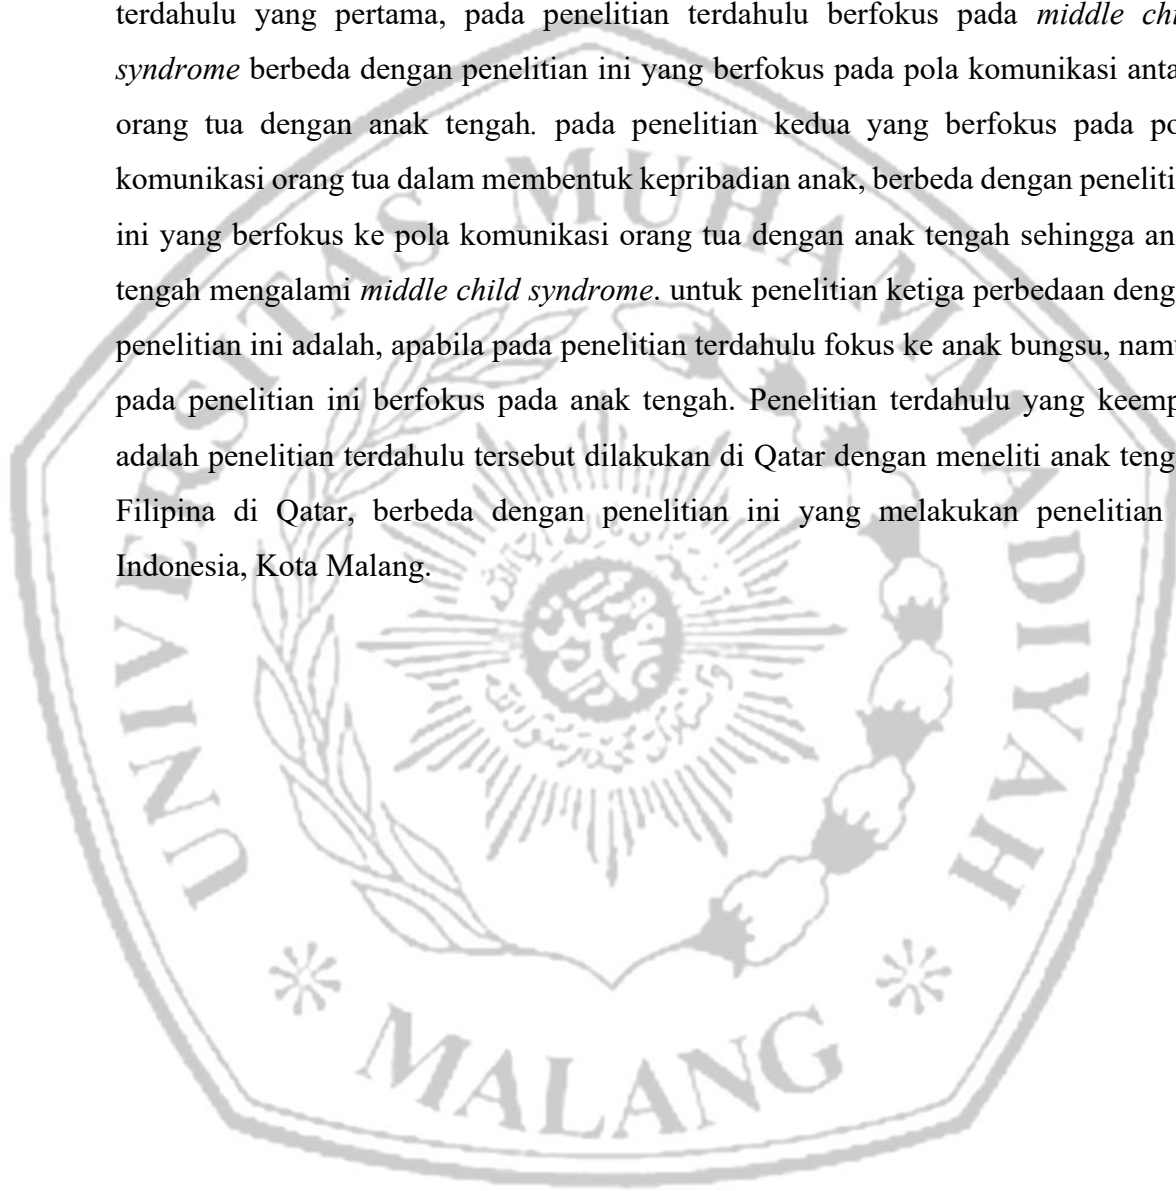 terdahulu yang pertama, pada penelitian terdahulu berfokus pada middle chi
syndrome berbeda dengan penelitian ini yang berfokus pada pola komunikasi anta
orang tua dengan anak tengah. pada penelitian kedua yang berfokus pada po
komunikasi orang tua dalam membentuk kepribadian anak, berbeda dengan peneliti
ini yang berfokus ke pola komunikasi orang tua dengan anak tengah sehingga an
tengah mengalami middle child syndrome. untuk penelitian ketiga perbedaan deng
penelitian ini adalah, apabila pada penelitian terdahulu fokus ke anak bungsu, namu
pada penelitian ini berfokus pada anak tengah. Penelitian terdahulu yang keemp
adalah penelitian terdahulu tersebut dilakukan di Qatar dengan meneliti anak teng
Filipina di Qatar, berbeda dengan penelitian ini yang melakukan penelitian
Indonesia, Kota Malang.
UNIVERSITAS MUHAMMADIYAH
MALANG